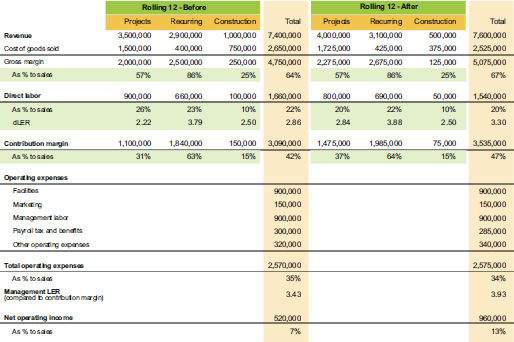 Rolling 12 - Before Rolling 12 - After
Projects Recurring Construction Total Projects Recurring Construction Total
Revenue 3,500,000 2,900,000 1,000,000 7,400,000 4,000,000 3,100,000 500,000 7,600,000
Cost of goods sold 1,500,000 400,000 750,000 2,650,000 1,725,000 425,000 375,000 2,525,000
Gross margin 2,000,000 2,500,000 250,000 4,750,000 2,275,000 2,675,000 125,000 5,075,000
As % to sales 57% 86% 25% 64% 57% 86% 25% 67%
Direct labor 900,000 660,000 100,000 1,660,000 800,000 690,000 50,000 1,540,000
As % to sales 26% 23% 10% 22% 20% 22% 10% 20%
dLER 2.22 3.79 2.50 2.86 2.84 3.88 2.50 3.30
Contribution margin 1,100,000 1,840,000 150,000 3,090,000 1,475,000 1,985,000 75,000 3,535,000
As % to sales 31% 63% 15% 42% 37% 64% 15% 47%
Operating expenses
Facilities 900,000 900,000
Marketing 150,000 150,000
Management labor 900,000 900,000
Payroll tax and benefits 300,000 285,000
Other operating expenses 320,000 340,000
Total operating expenses 2,570,000 2,575,000
As % to sales 35% 34%
Management LER 3.43 3.93
(compared to contribution margin)
Net operating income 520,000 960,000
As % to sales 7% 13%